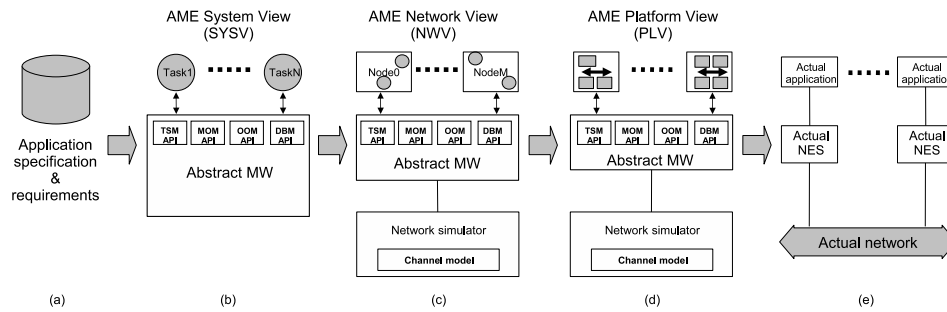 AME System View
(SYSV)
AME Network View
(NWV)
AME Platform View
(PLV)
Application
specification
&
requirements
Task1
TaskN
TSM
API
MOM
API
OOM
API
DBM
API
Abstract MW
Node0
NodeM
TSM
API
MOM
API
OOM
API
DBM
API
Abstract MW
Network simulator
Channel model
TSM
API
MOM
API
OOM
API
DBM
API
Abstract MW
Network simulator
Channel model
Actual
application
Actual
application
Actual
NES
Actual
NES
Actual network
(a)
(b)
(c)
(d)
(e)